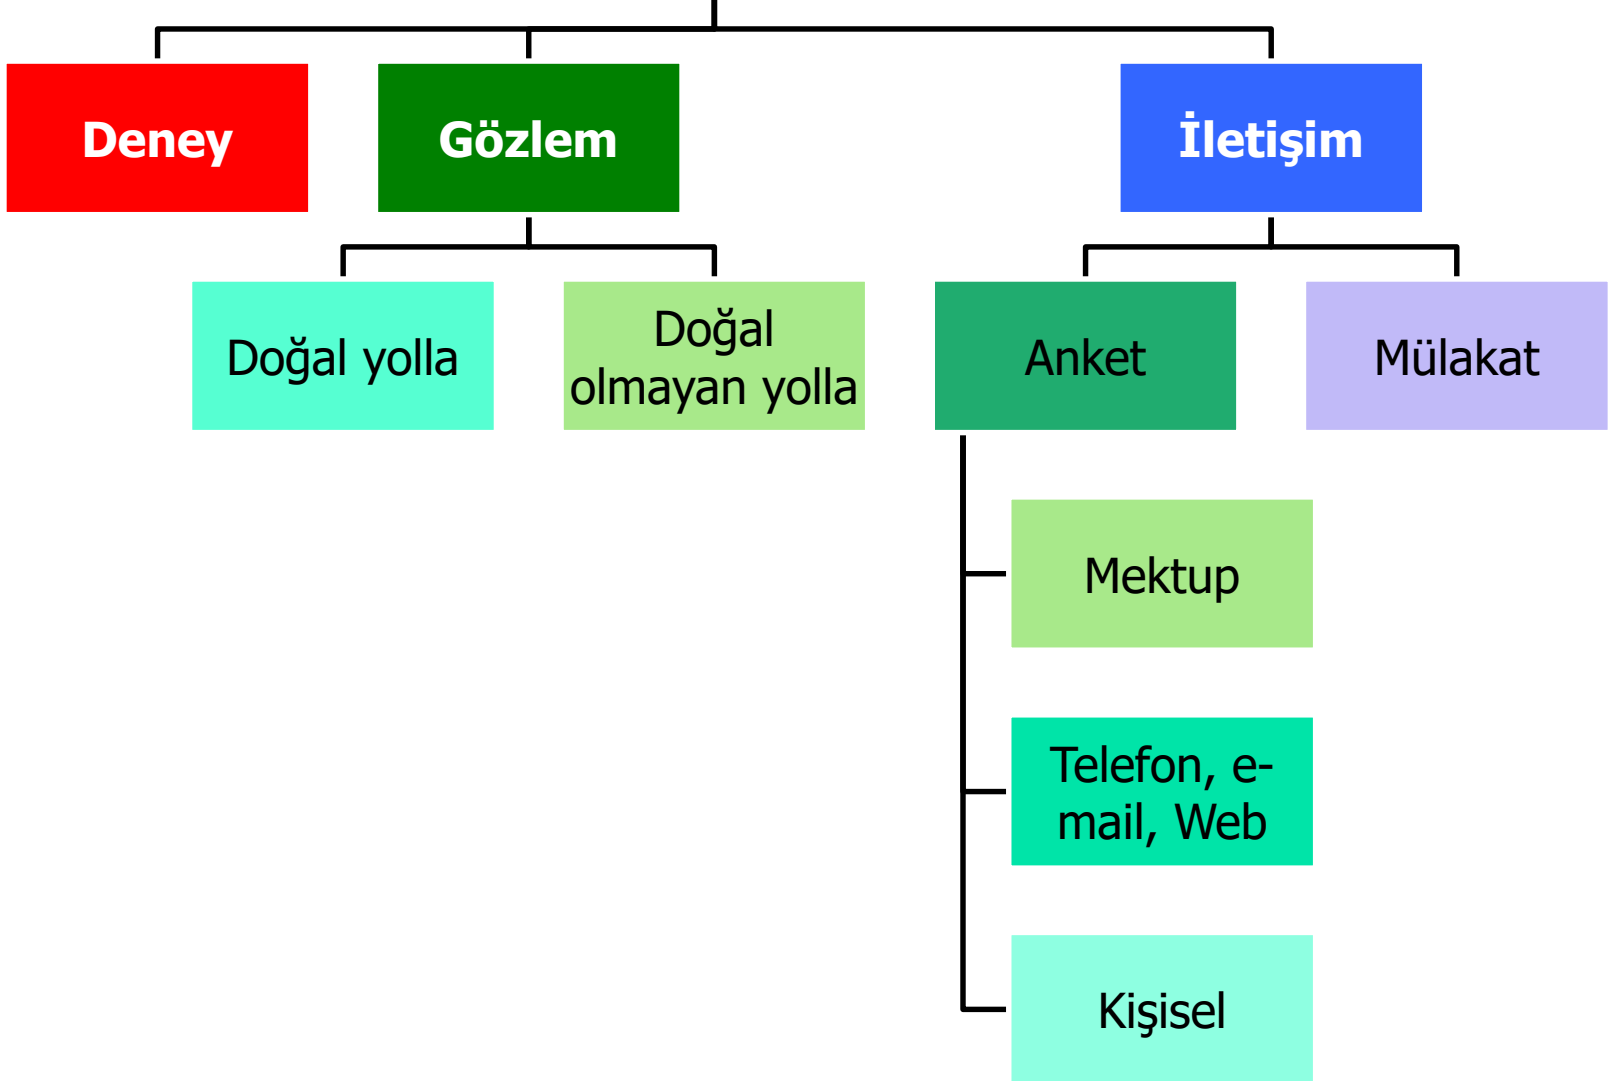 Deney
Gözlem
İletişim
Doğal yolla
Doğal
olmayan yolla
Anket
Mülakat
Mektup
Telefon, e-
mail, Web
Kişisel